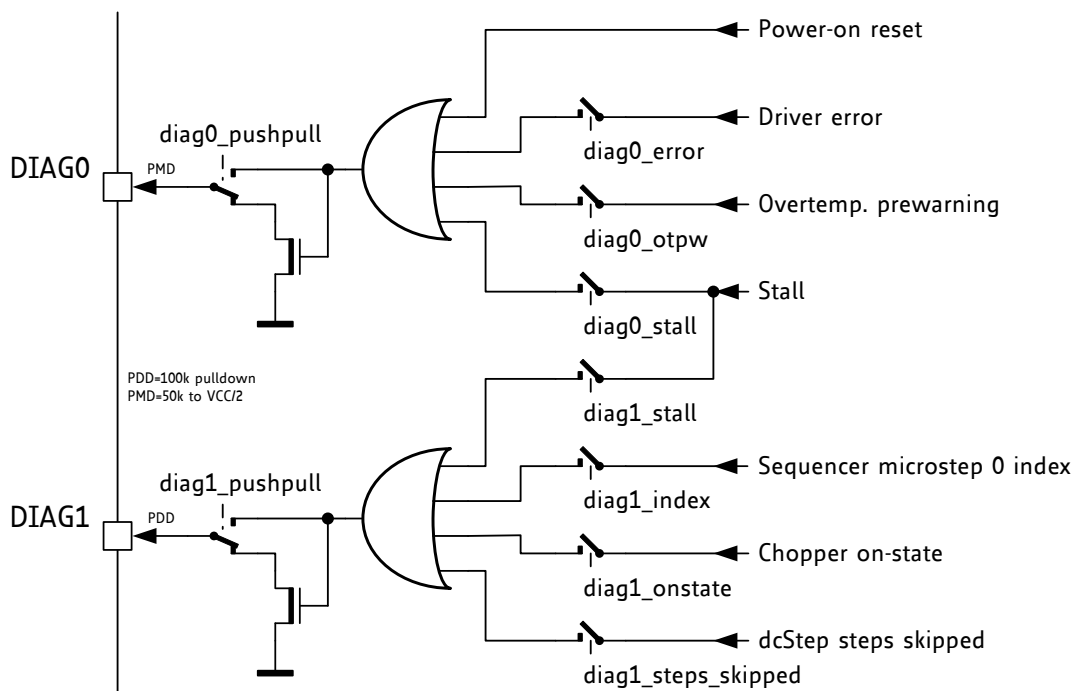 Power-on reset
diag0_pushpull
Driver error
diag0_error
DIAG0
PMD
Overtemp. prewarning
diag0_otpw
Stall
diag0_stall
PDD=100k pulldown
PMD=50k to VCC/2
diag1_stall
Sequencer microstep 0 index
diag1_pushpull
diag1_index
DIAG1
PDD
Chopper on-state
diag1_onstate
dcStep steps skipped
diag1_steps_skipped